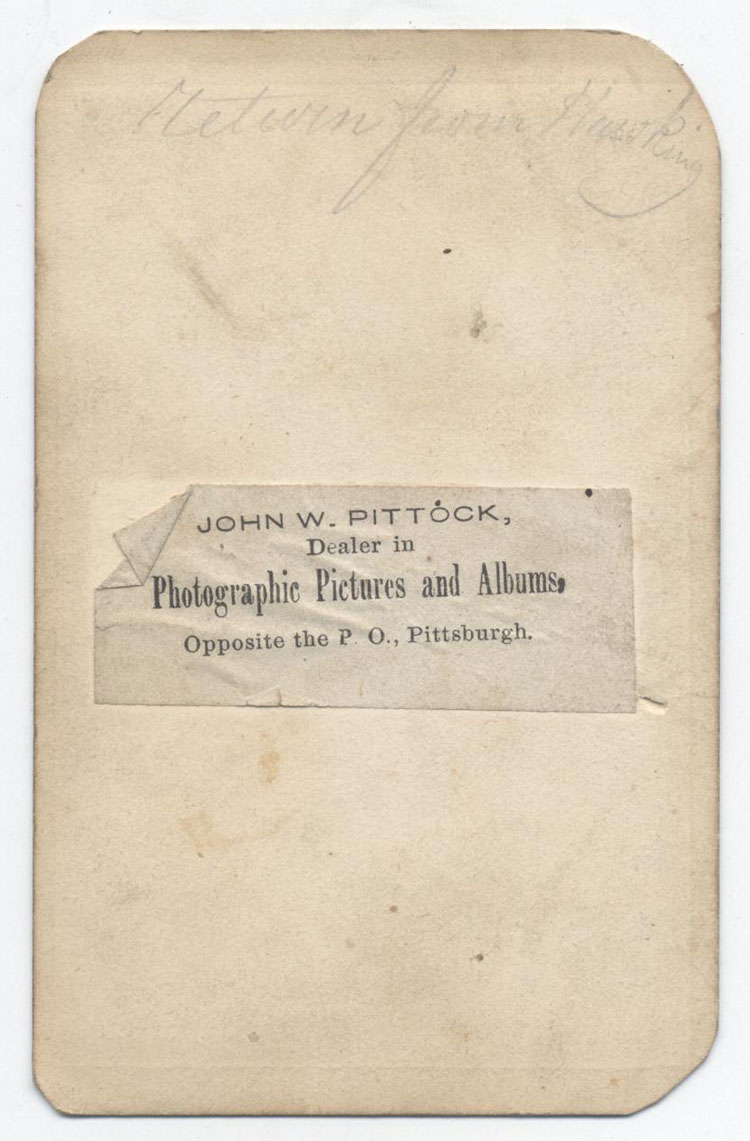 Return from Hawking
JOHN W. PITTOCK,
Dealer in
Photographic Pictures and Albums,
Opposite the P. O., Pittsburgh.